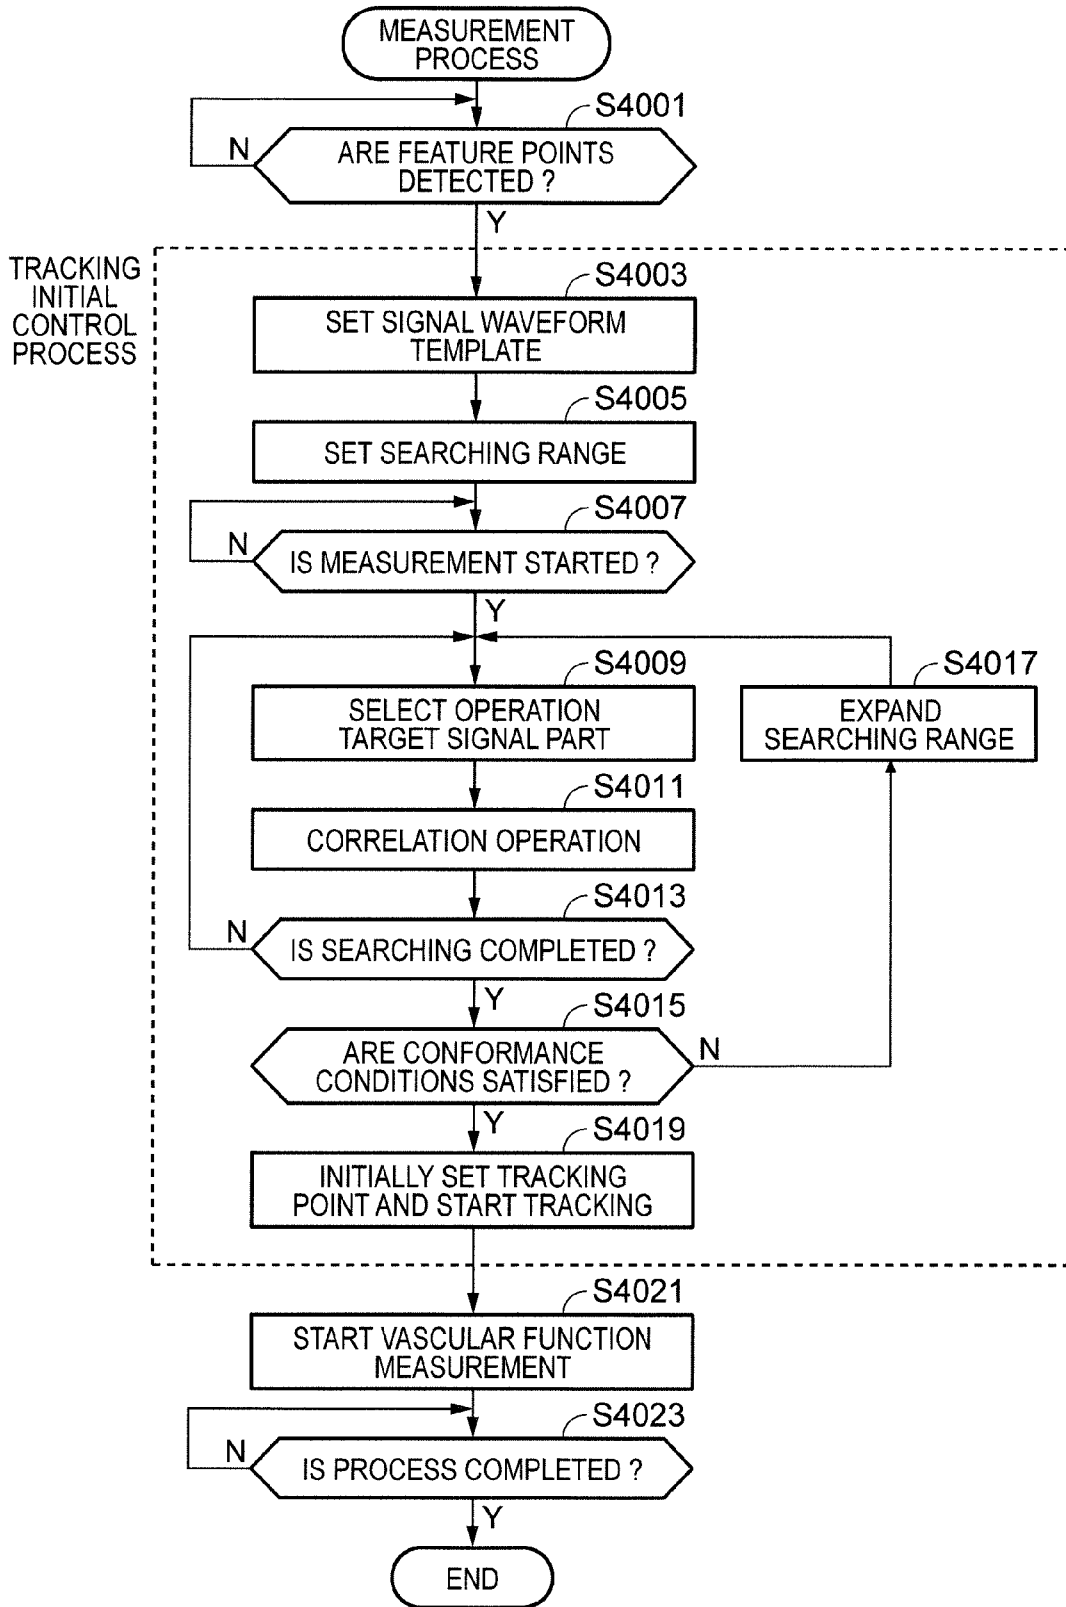 MEASUREMENT
PROCESS
S4001
N
ARE FEATURE POINTS
DETECTED ?
Y
TRACKING
INITIAL
CONTROL
PROCESS
S4003
SET SIGNAL WAVEFORM
TEMPLATE
S4005
SET SEARCHING RANGE
S4007
N
IS MEASUREMENT STARTED ?
Y
S4009
SELECT OPERATION
TARGET SIGNAL PART
S4017
EXPAND
SEARCHING RANGE
S4011
CORRELATION OPERATION
S4013
N
IS SEARCHING COMPLETED ?
Y
S4015
ARE CONFORMANCE
CONDITIONS SATISFIED ?
N
Y
S4019
INITIALLY SET TRACKING
POINT AND START TRACKING
S4021
START VASCULAR FUNCTION
MEASUREMENT
S4023
N
IS PROCESS COMPLETED ?
Y
END